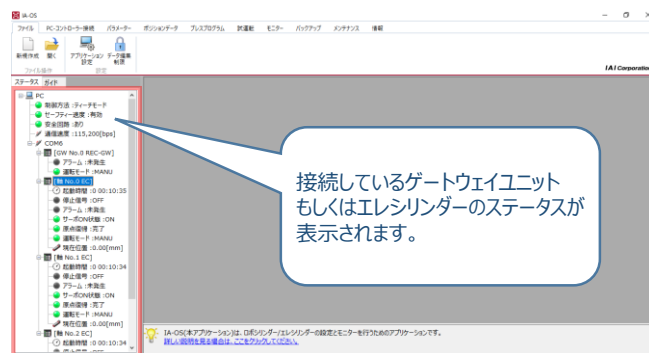 IA-OS
ファイル PC-コントローラー接続 パラメーター ポジションデータ プレスプログラム 試運転 モニター バックアップ メンテナンス 情報
新規作成 開く アプリケーション設定 データ編集制限
ファイル操作 設定
IAI Corporation
ステータス ガイド
PC
制御方法 :ティーチモード
セーフティー速度 :有効
安全回路 :あり
通信速度 :115,200[bps]
COM6
[GW No.0 REC-GW]
アラーム :未発生
運転モード :MANU
[軸 No.0 EC]
起動時間 :0 00:10:35
停止信号 :OFF
アラーム :未発生
サーボON状態 :ON
原点復帰 :完了
運転モード :MANU
現在位置 :0.00[mm]
[軸 No.1 EC]
起動時間 :0 00:10:34
停止信号 :OFF
アラーム :未発生
サーボON状態 :ON
原点復帰 :完了
運転モード :MANU
現在位置 :0.00[mm]
[軸 No.2 EC]
起動時間 :0 00:10:34
接続しているゲートウェイユニット
もしくはエレシリンダーのステータスが
表示されます。
IA-OS(本アプリケーション)は、ロボシリンダー/エレシリンダーの設定とモニターを行うためのアプリケーションです。
詳しい説明を見る場合は、ここをクリックしてください。